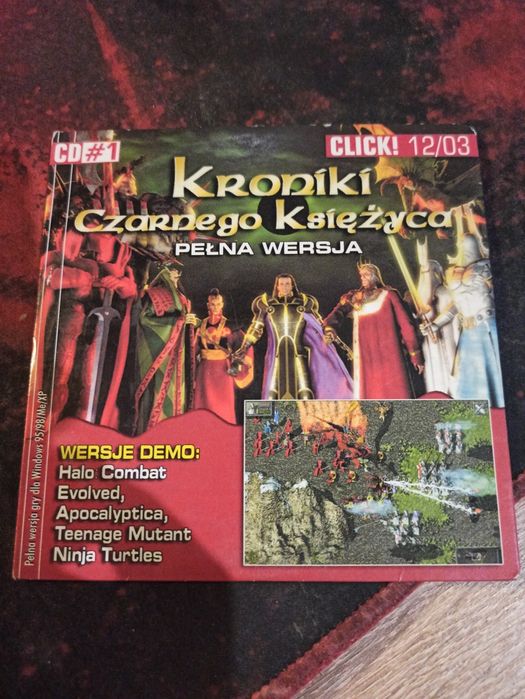 CD#1
CLICK! 12/03
Kroniki
Czarnego Księżyca
PEŁNA WERSJA
WERSJE DEMO:
Halo Combat
Evolved,
Apocalyptica,
Teenage Mutant
Ninja Turtles
Pełna wersja gry dla Windows 95/98/Me/XP